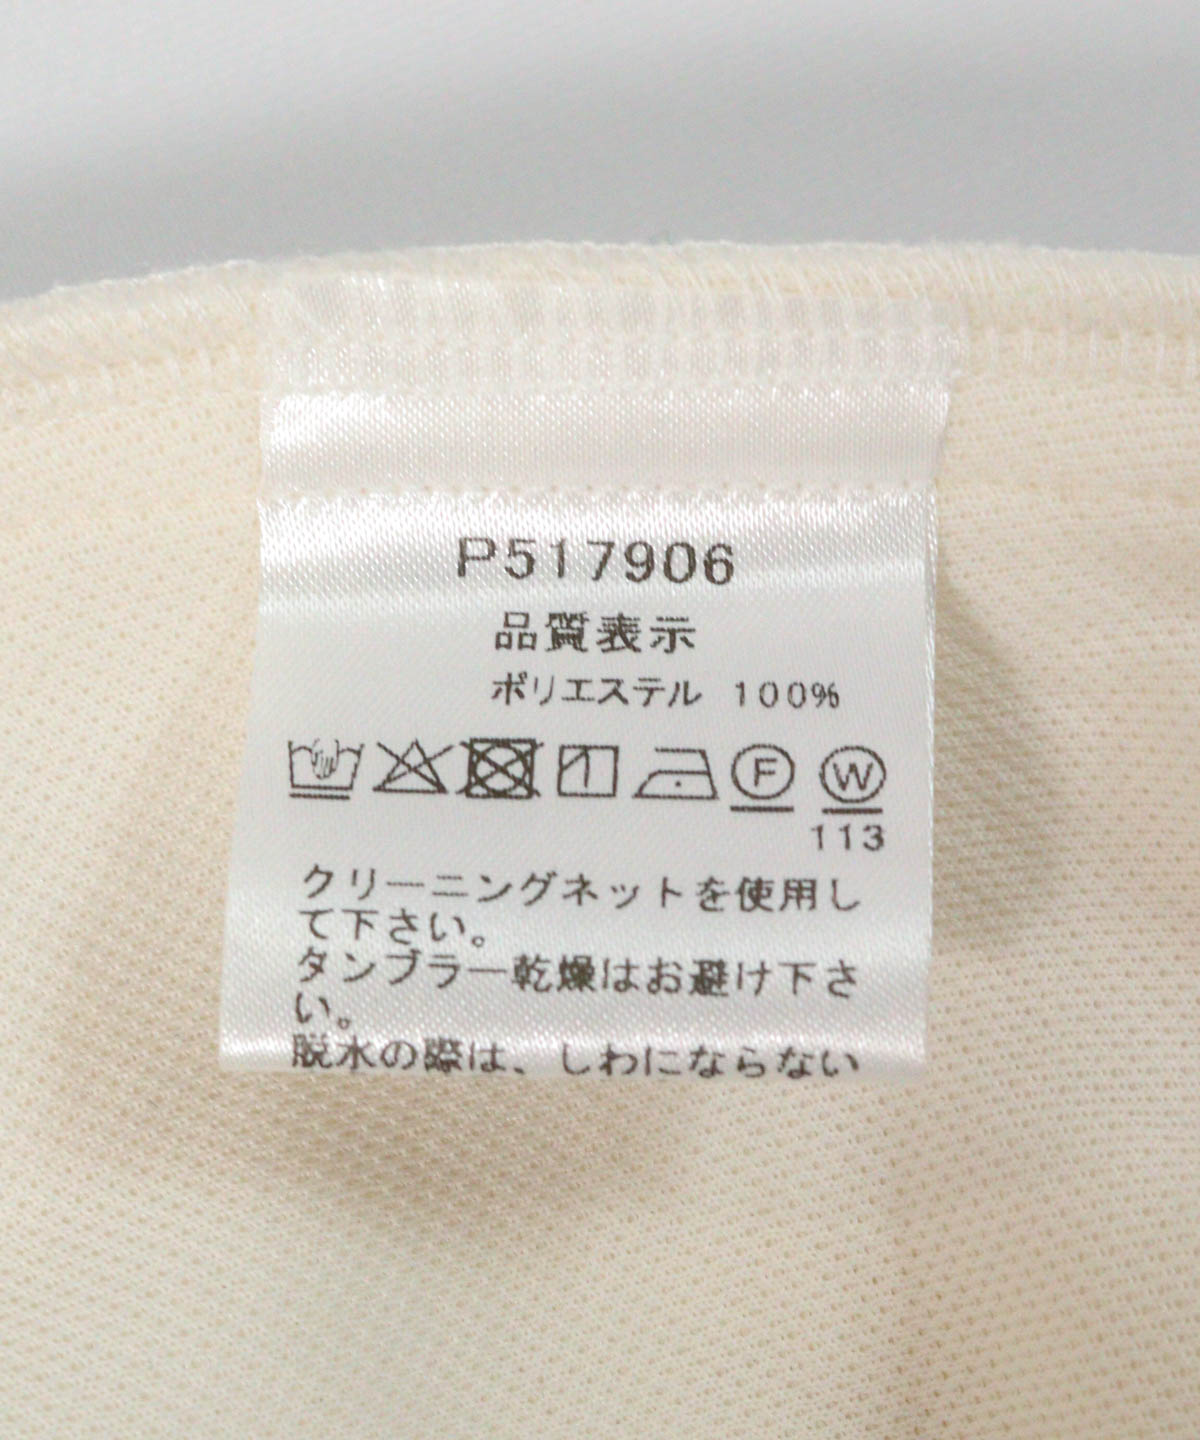 P517906
品質表示
ポリエステル 100%
F W
113
クリーニングネットを使用し
て下さい。
タンブラー乾燥はお避け下さ
い。
脱水の際は、しわにならない